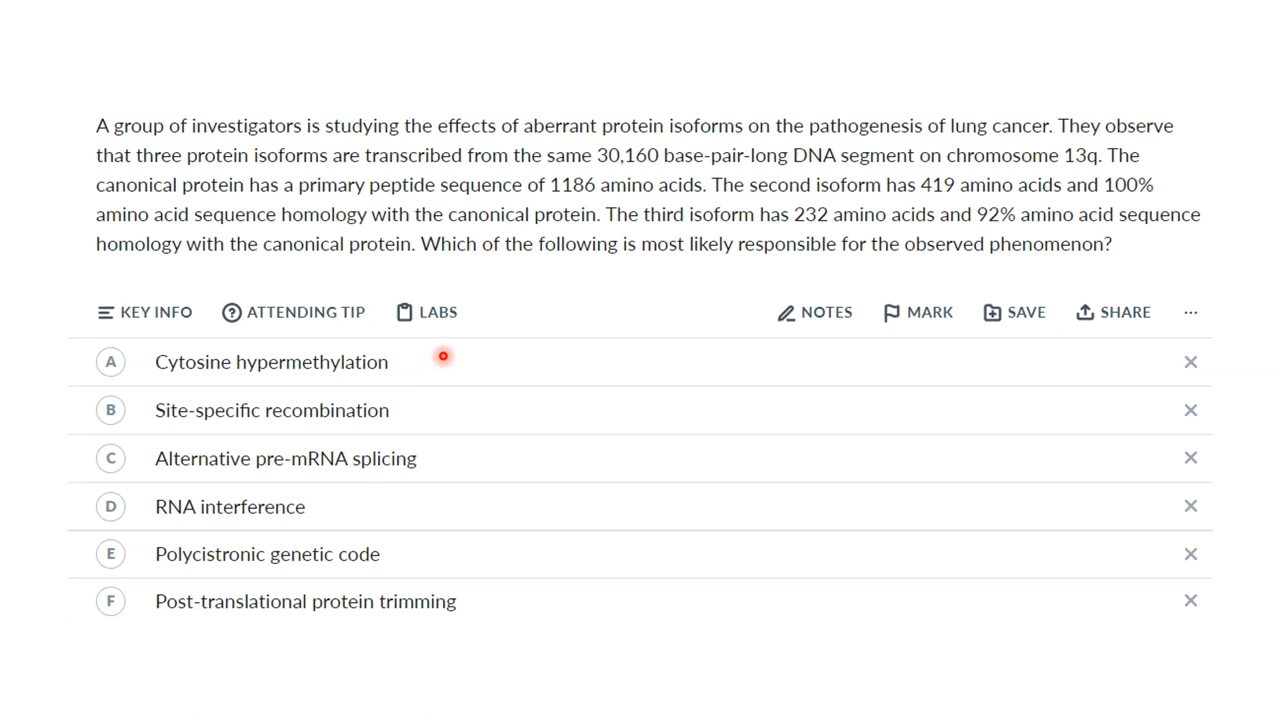 A group of investigators is studying the effects of aberrant protein isoforms on the pathogenesis of lung cancer. They observe
that three protein isoforms are transcribed from the same 30,160 base-pair-long DNA segment on chromosome 13q. The
canonical protein has a primary peptide sequence of 1186 amino acids. The second isoform has 419 amino acids and 100%
amino acid sequence homology with the canonical protein. The third isoform has 232 amino acids and 92% amino acid sequence
homology with the canonical protein. Which of the following is most likely responsible for the observed phenomenon?
KEY INFO ATTENDING TIP LABS NOTES MARK SAVE SHARE ...
A Cytosine hypermethylation
B Site-specific recombination
C Alternative pre-mRNA splicing
D RNA interference
E Polycistronic genetic code
F Post-translational protein trimming